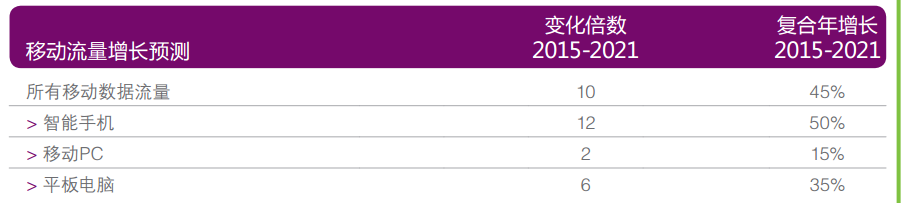 移动流量增长预测 变化倍数 2015-2021 复合年增长 2015-2021
所有移动数据流量 10 45%
> 智能手机 12 50%
> 移动PC 2 15%
> 平板电脑 6 35%